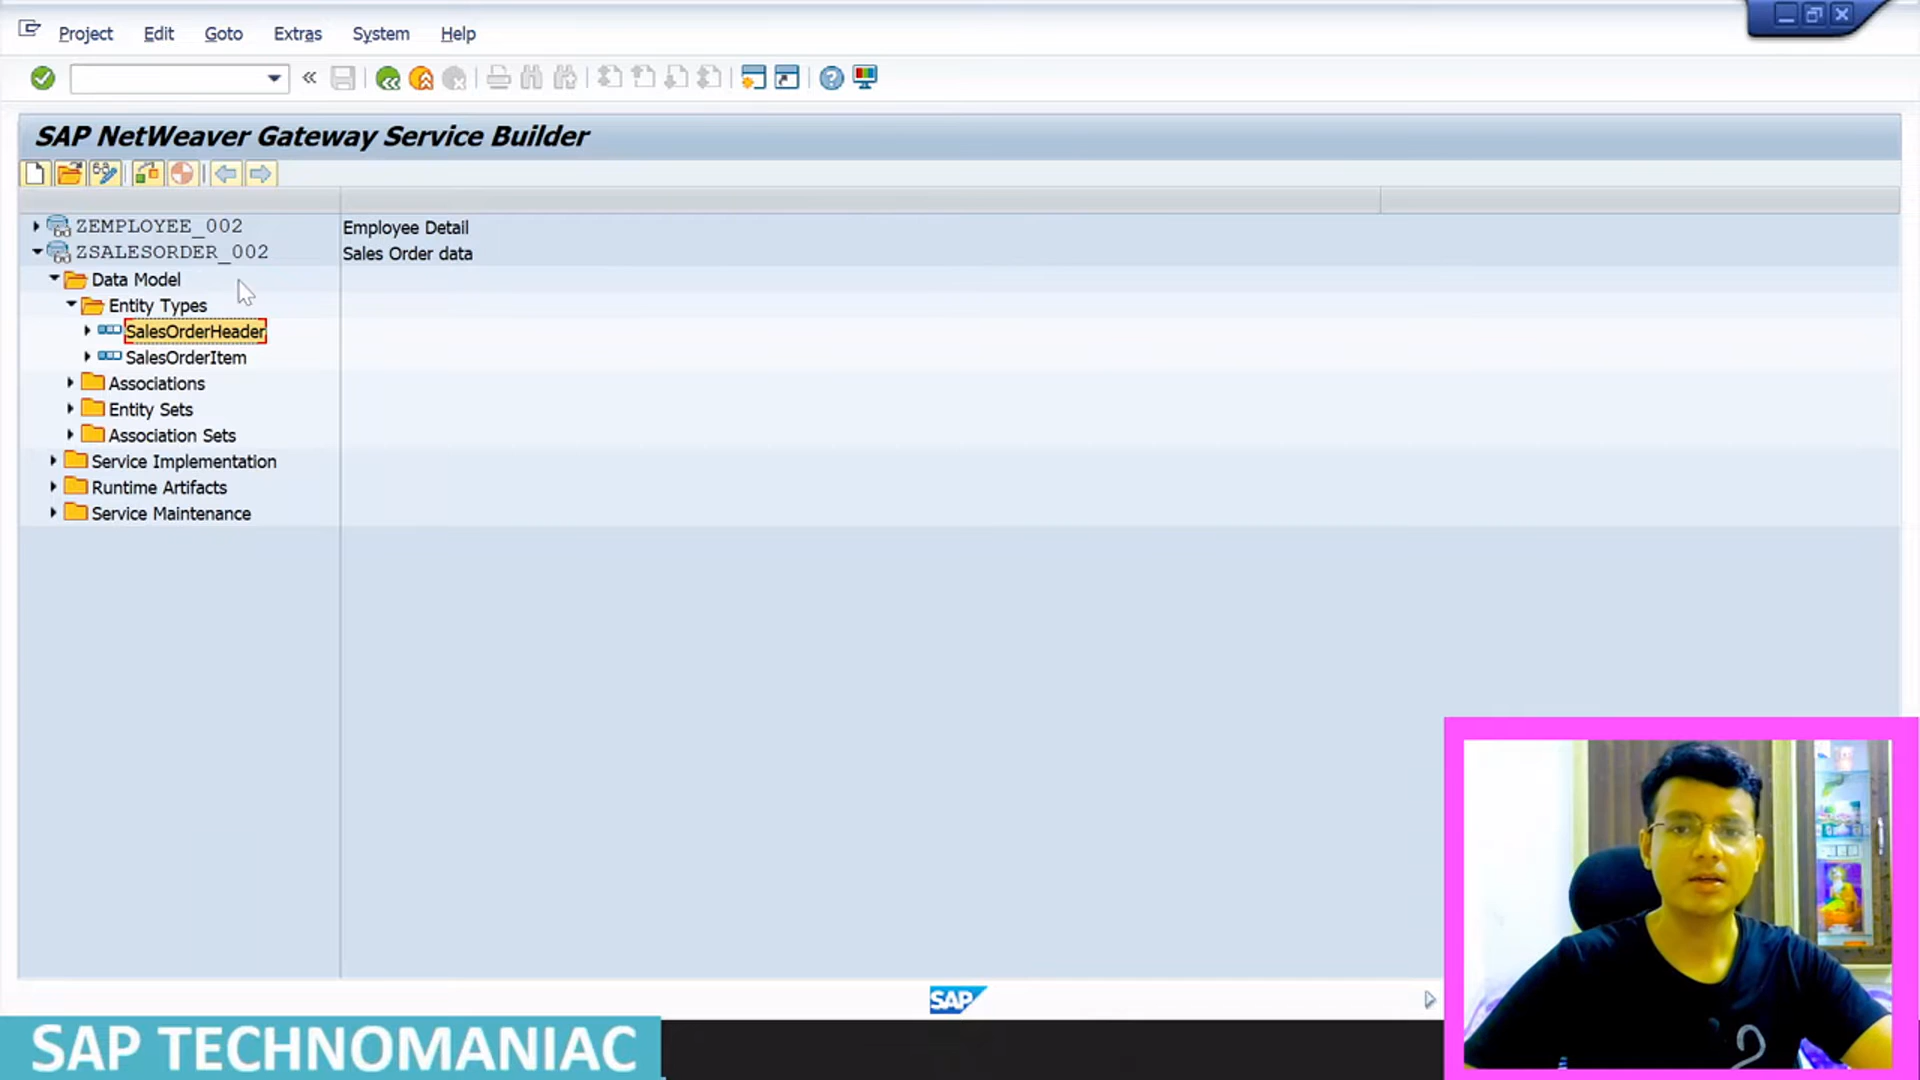 Project Edit Goto Extras System Help
SAP NetWeaver Gateway Service Builder
ZEMPLOYEE_002 Employee Detail
ZSALESORDER_002 Sales Order data
Data Model
Entity Types
SalesOrderHeader
SalesOrderItem
Associations
Entity Sets
Association Sets
Service Implementation
Runtime Artifacts
Service Maintenance
SAP
SAP TECHNOMANIAC